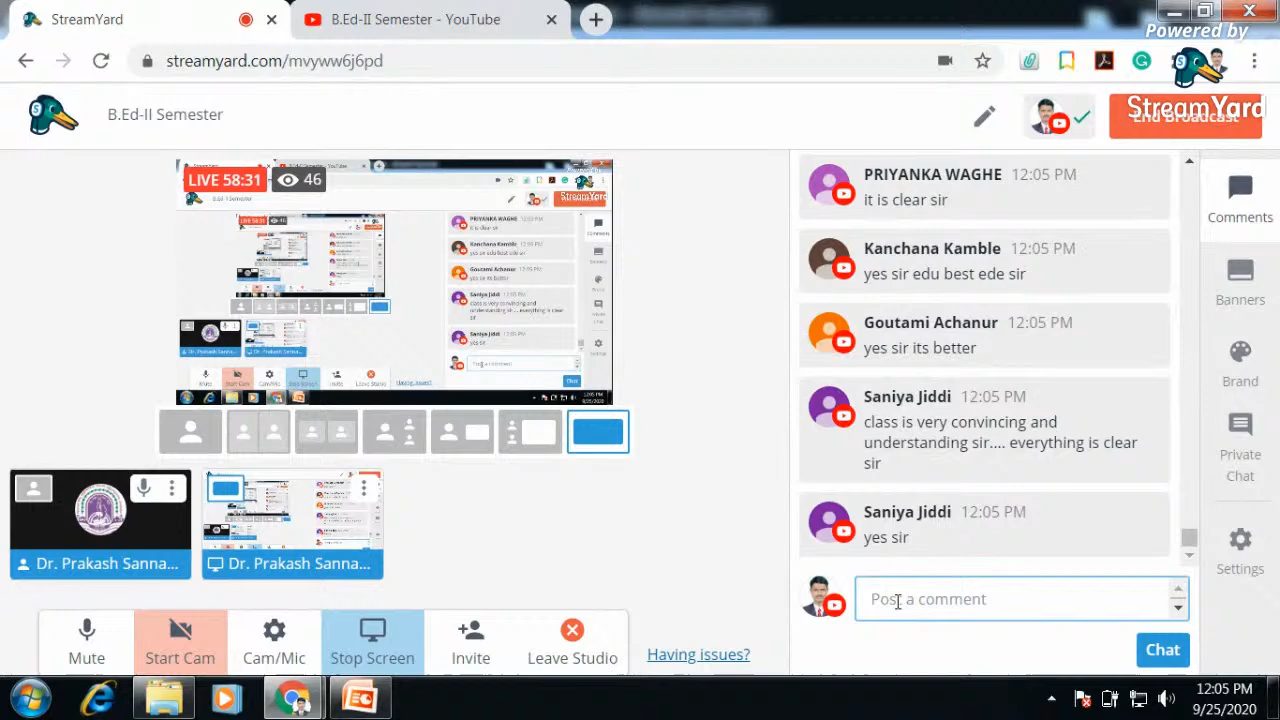 StreamYard
B.Ed-II Semester - YouTube
Powered by
streamyard.com/mvyww6j6pd
StreamYard
B.Ed-II Semester
End Broadcast
LIVE 58:31 46
PRIYANKA WAGHE 12:05 PM
it is clear sir
Kanchana Kamble 12:05 PM
yes sir edu best ede sir
Goutami Achanur 12:05 PM
yes sir its better
Saniya Jiddi 12:05 PM
class is very convincing and
understanding sir.... everything is clear
sir
Saniya Jiddi 12:05 PM
yes sir
Post a comment
Chat
Comments
Banners
Brand
Private
Chat
Settings
Dr. Prakash Sanna...
Dr. Prakash Sanna...
Mute
Start Cam
Cam/Mic
Stop Screen
Invite
Leave Studio
Having issues?
12:05 PM
9/25/2020